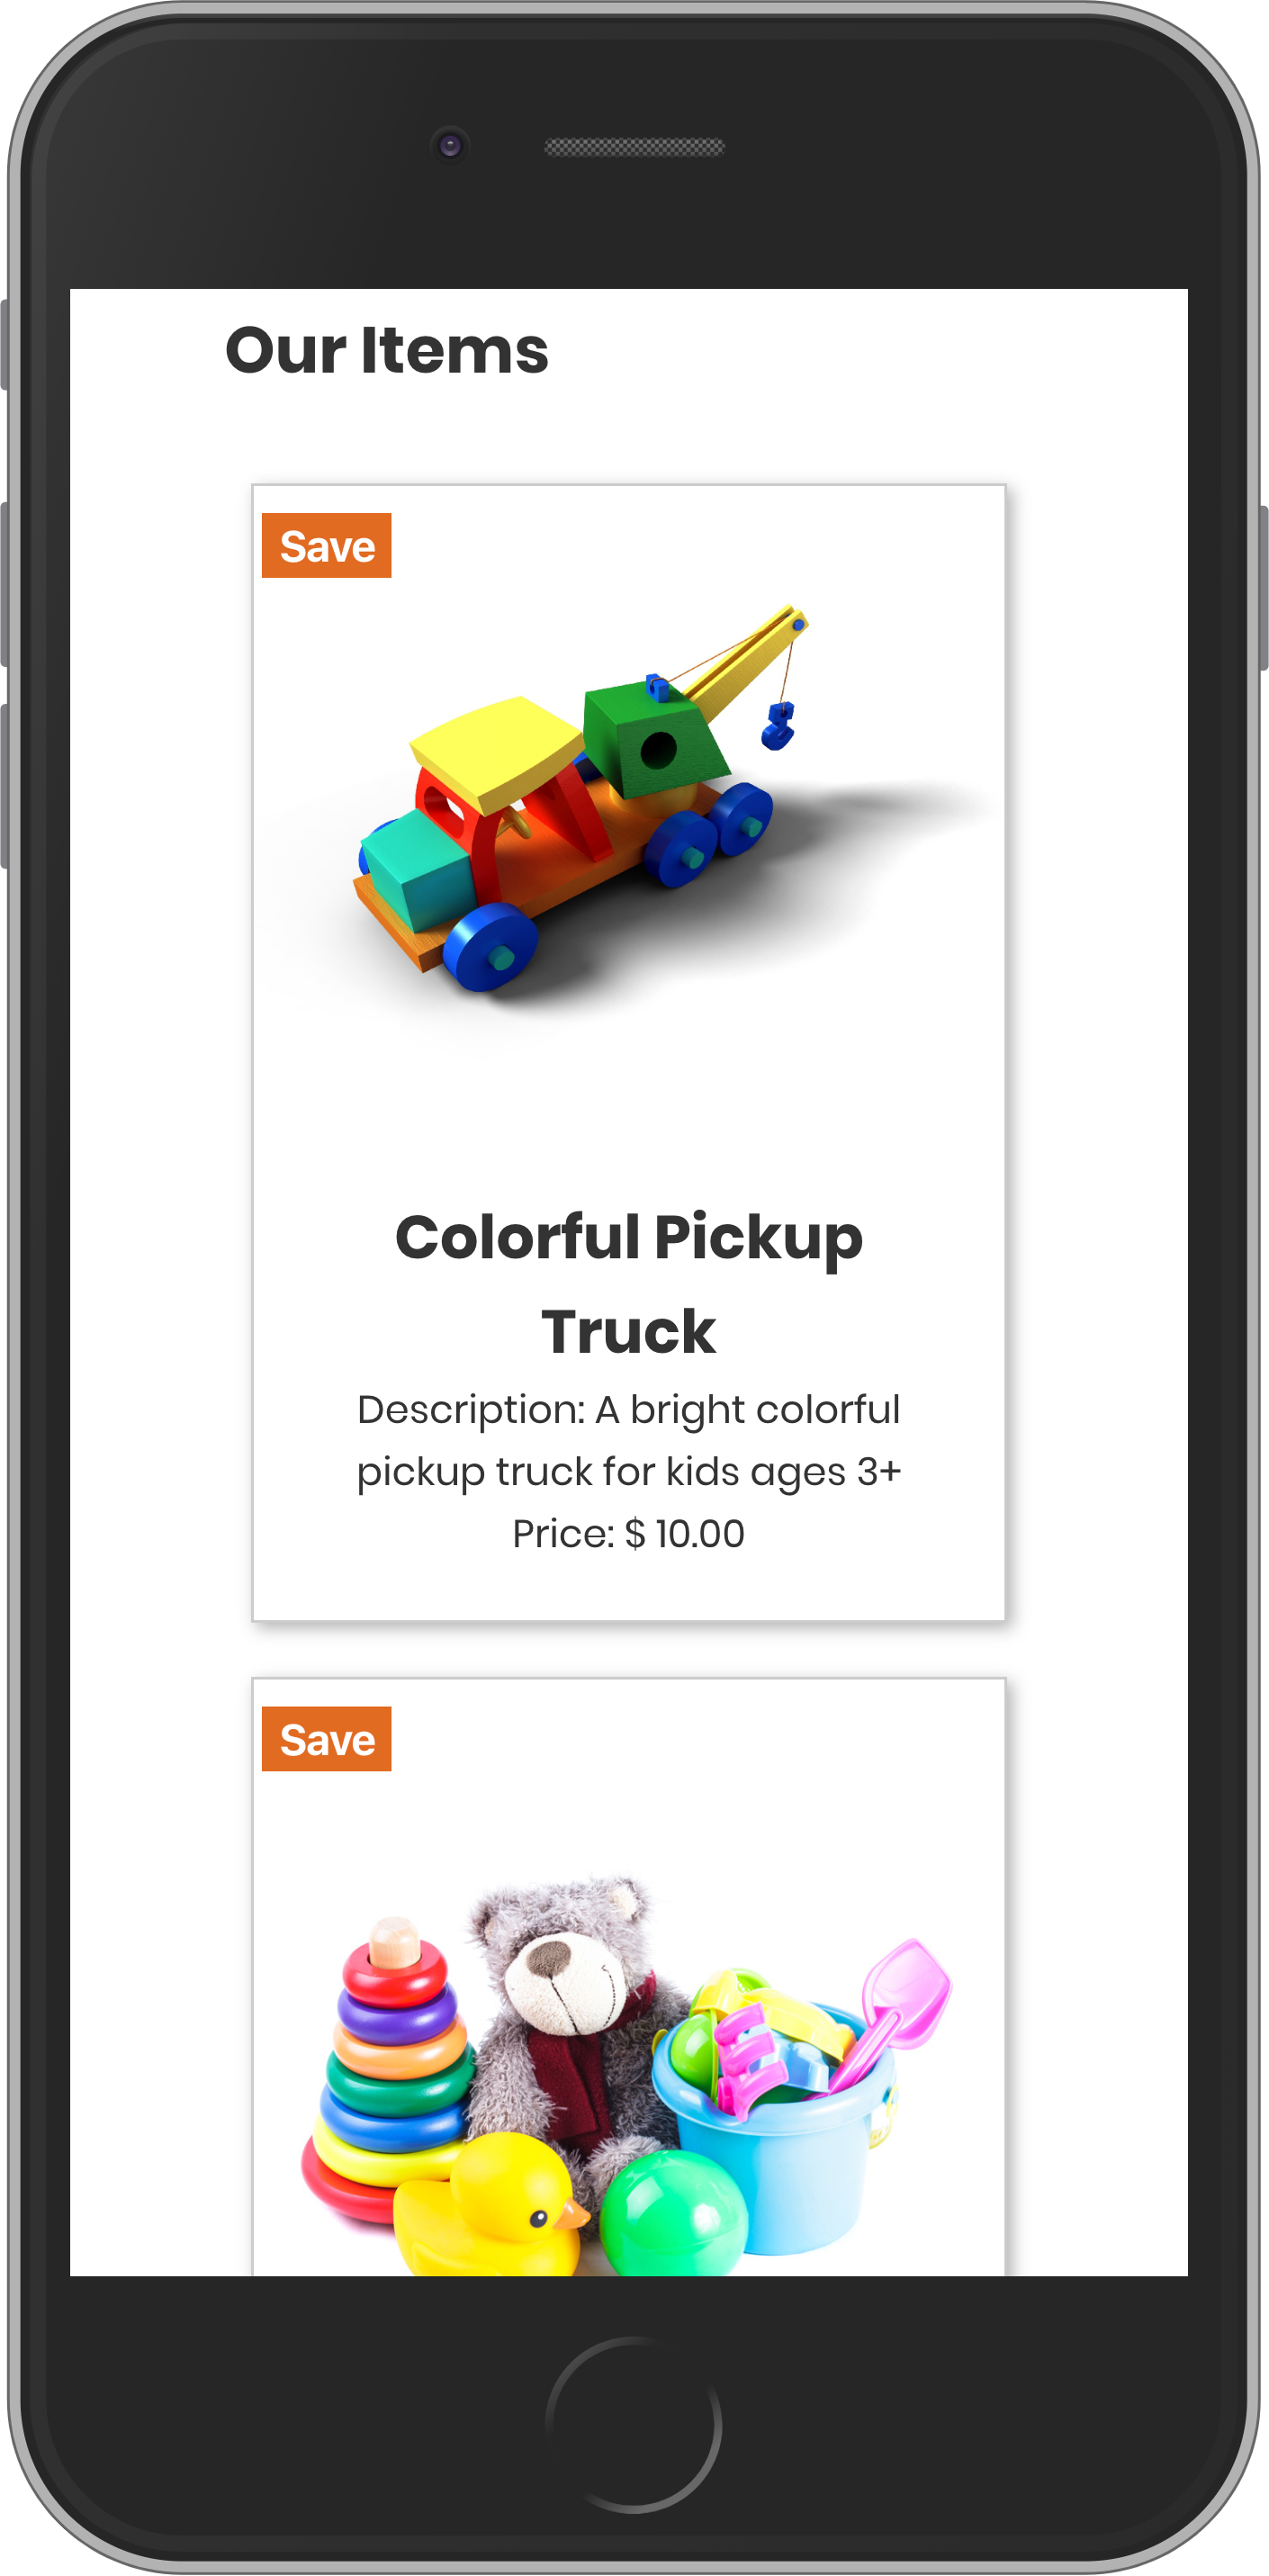 Our Items
Save
Colorful Pickup
Truck
Description: A bright colorful
pickup truck for kids ages 3+
Price: $ 10.00
Save